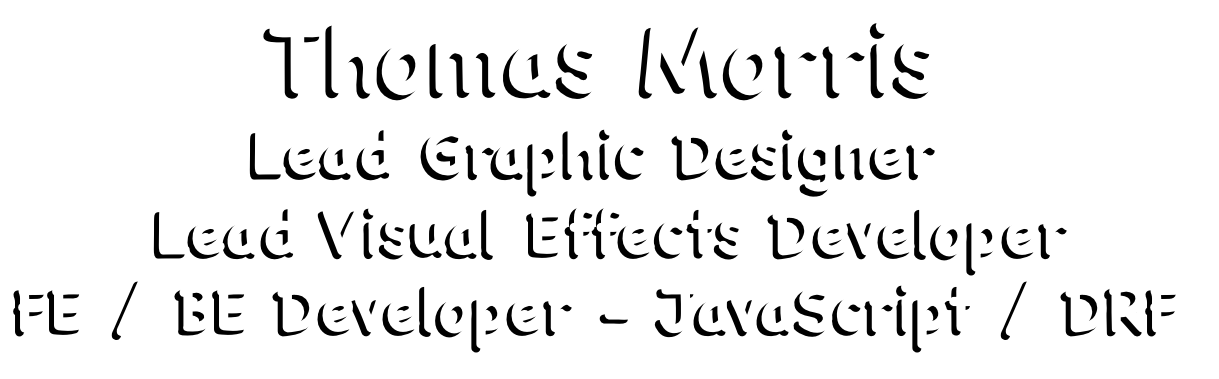 Thomas Morris
Lead Graphic Designer
Lead Visual Effects Developer
FE / BE Developer - JavaScript / DRF